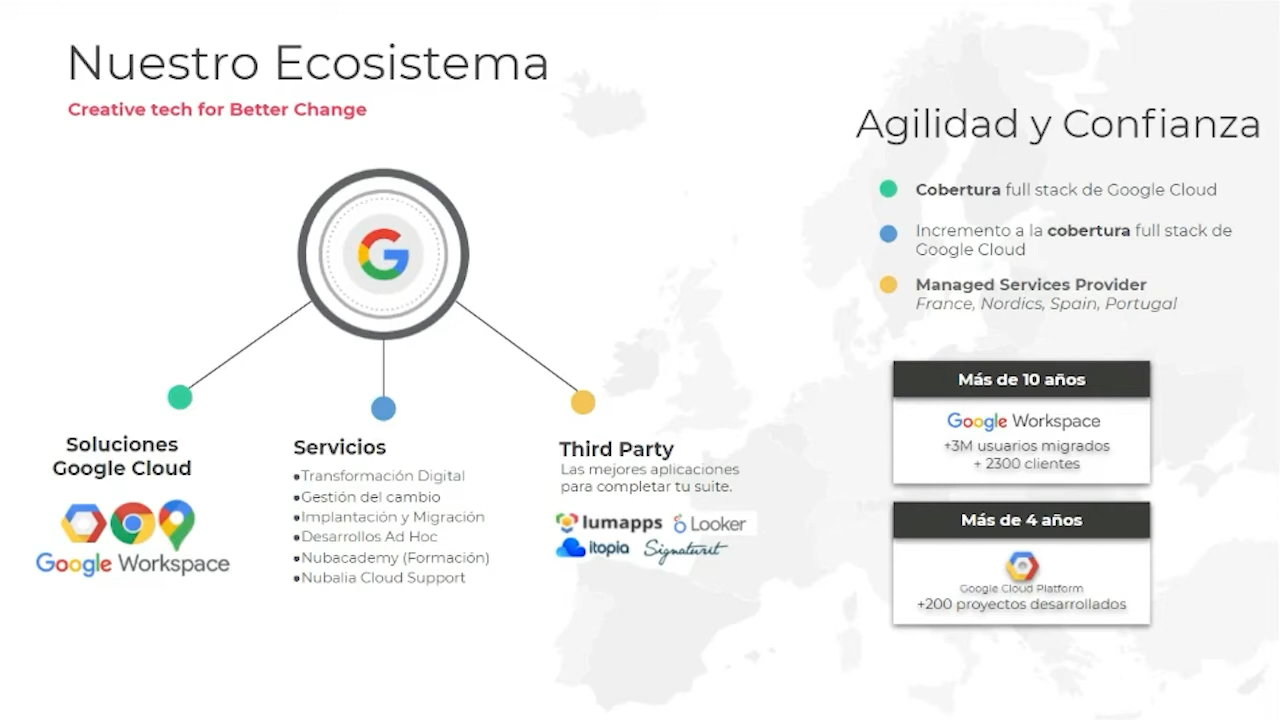 Nuestro Ecosistema
Creative tech for Better Change
G
Soluciones
Google Cloud
Google Workspace
Servicios
•Transformación Digital
•Gestión del cambio
•Implantación y Migración
•Desarrollos Ad Hoc
•Nubacademy (Formación)
•Nubalia Cloud Support
Third Party
Las mejores aplicaciones
para completar tu suite.
lumapps Looker
itopia Signaturit
Agilidad y Confianza
Cobertura full stack de Google Cloud
Incremento a la cobertura full stack de
Google Cloud
Managed Services Provider
France, Nordics, Spain, Portugal
Más de 10 años
Google Workspace
+3M usuarios migrados
+ 2300 clientes
Más de 4 años
Google Cloud Platform
+200 proyectos desarrollados